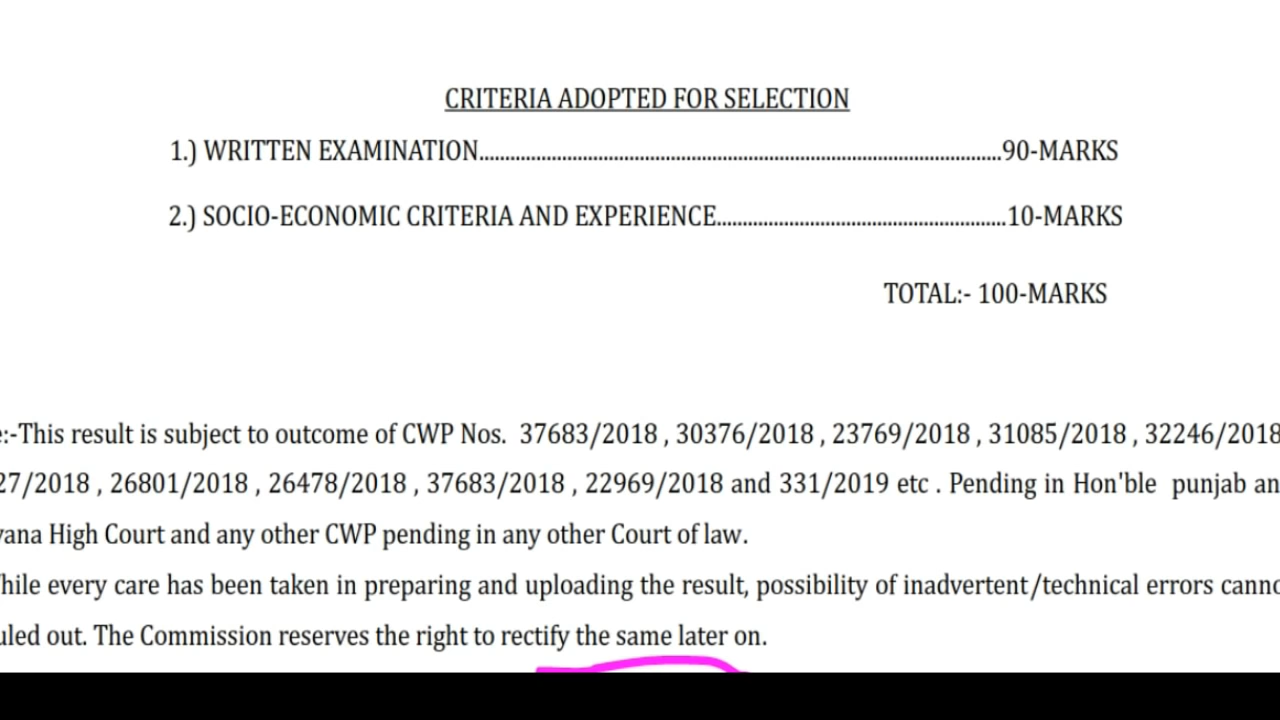 CRITERIA ADOPTED FOR SELECTION
1.) WRITTEN EXAMINATION....................................................................................................90-MARKS
2.) SOCIO-ECONOMIC CRITERIA AND EXPERIENCE.......................................................10-MARKS
TOTAL:- 100-MARKS
e:-This result is subject to outcome of CWP Nos. 37683/2018 , 30376/2018 , 23769/2018 , 31085/2018 , 32246/2018
27/2018 , 26801/2018 , 26478/2018 , 37683/2018 , 22969/2018 and 331/2019 etc . Pending in Hon'ble punjab an
yana High Court and any other CWP pending in any other Court of law.
hile every care has been taken in preparing and uploading the result, possibility of inadvertent/technical errors canno
uled out. The Commission reserves the right to rectify the same later on.